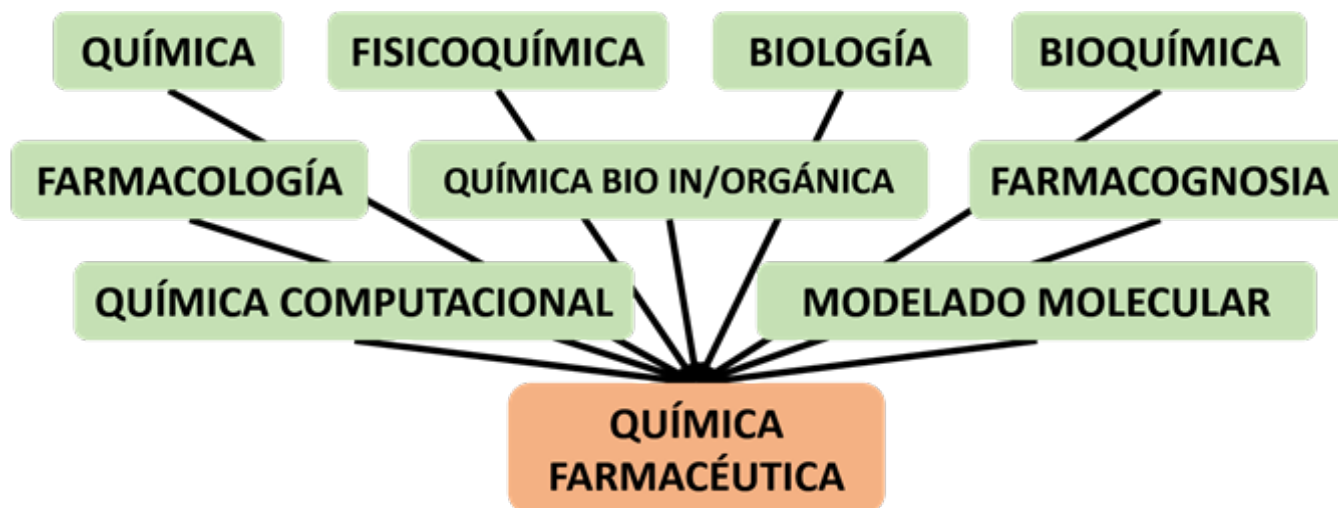 QUÍMICA
FISICOQUÍMICA
BIOLOGÍA
BIOQUÍMICA
FARMACOLOGÍA
QUÍMICA BIO IN/ORGÁNICA
FARMACOGNOSIA
QUÍMICA COMPUTACIONAL
MODELADO MOLECULAR
QUÍMICA
FARMACÉUTICA